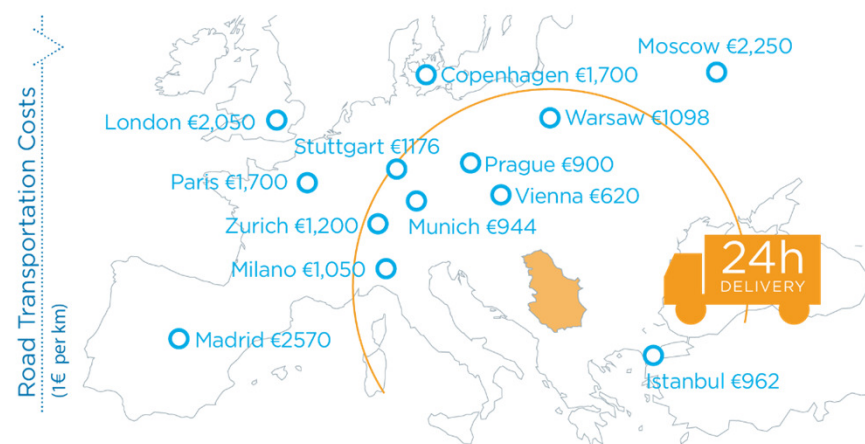 Road Transportation Costs
(1€ per km)
Moscow €2,250
Copenhagen €1,700
London €2,050
Warsaw €1098
Stuttgart €1176
Prague €900
Paris €1,700
Vienna €620
Zurich €1,200
Munich €944
24h
DELIVERY
Milano €1,050
Madrid €2570
Istanbul €962